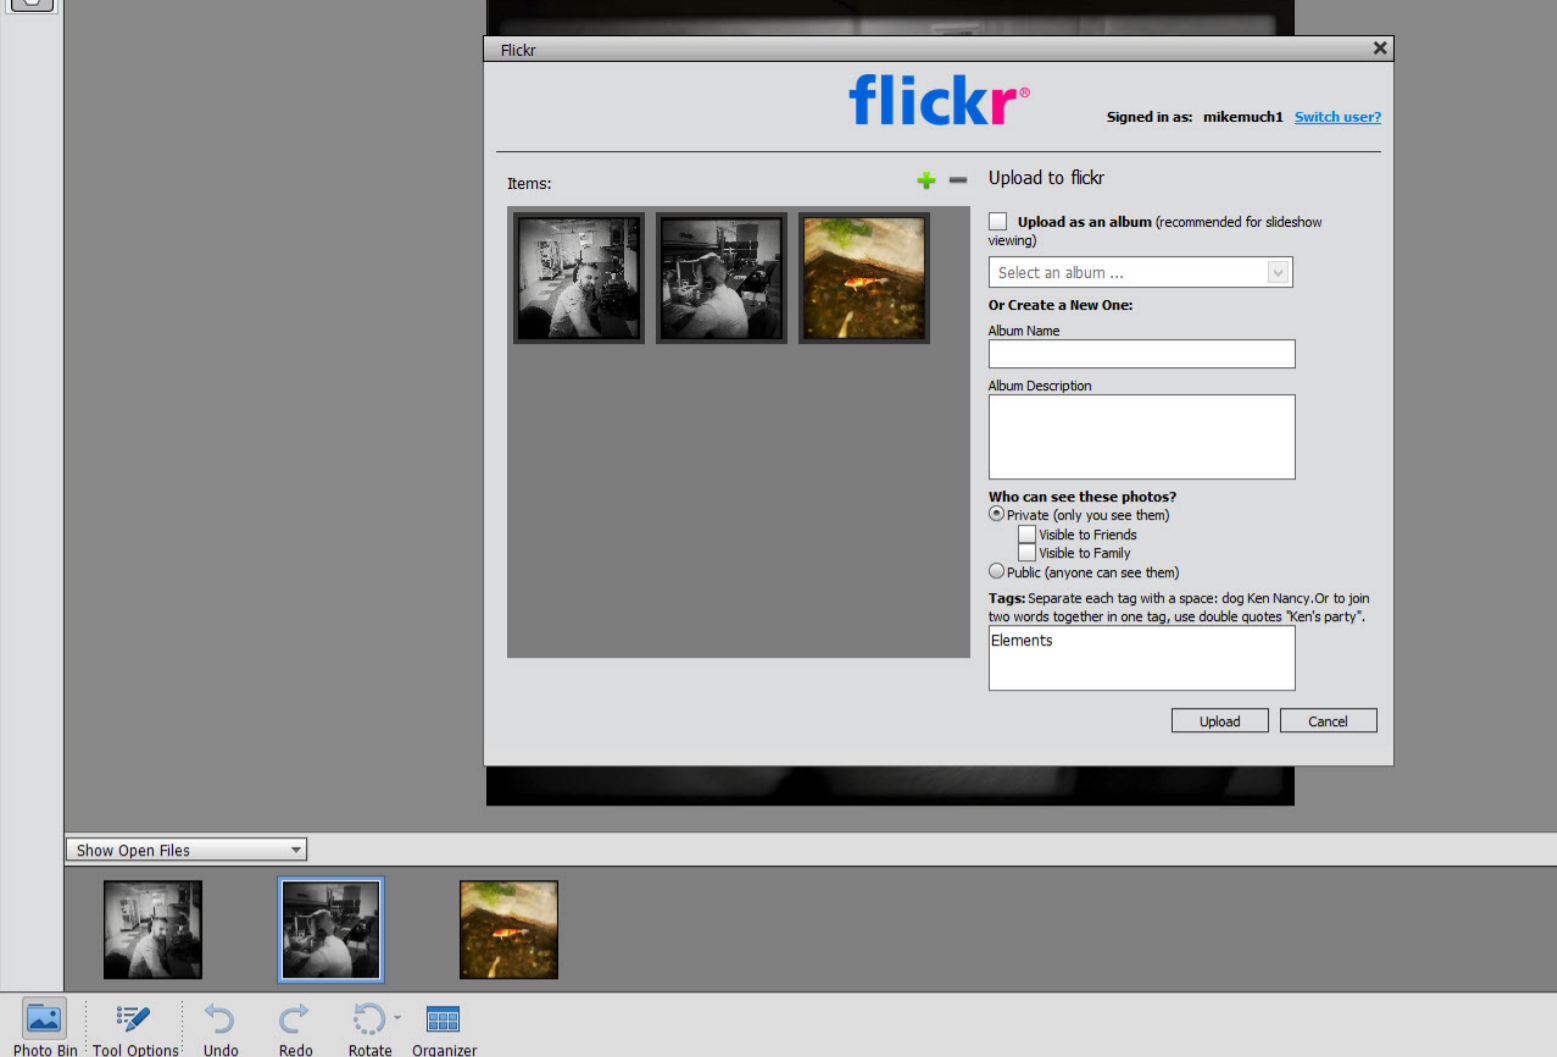 Flickr
flickr®
Signed in as: mikemuch1 Switch user?
Items:
Upload to flickr
Upload as an album (recommended for slideshow
viewing)
Select an album ...
Or Create a New One:
Album Name
Album Description
Who can see these photos?
Private (only you see them)
Visible to Friends
Visible to Family
Public (anyone can see them)
Tags: Separate each tag with a space: dog Ken Nancy.Or to join
two words together in one tag, use double quotes "Ken's party".
Elements
Upload Cancel
Show Open Files
Photo Bin Tool Options Undo Redo Rotate Organizer